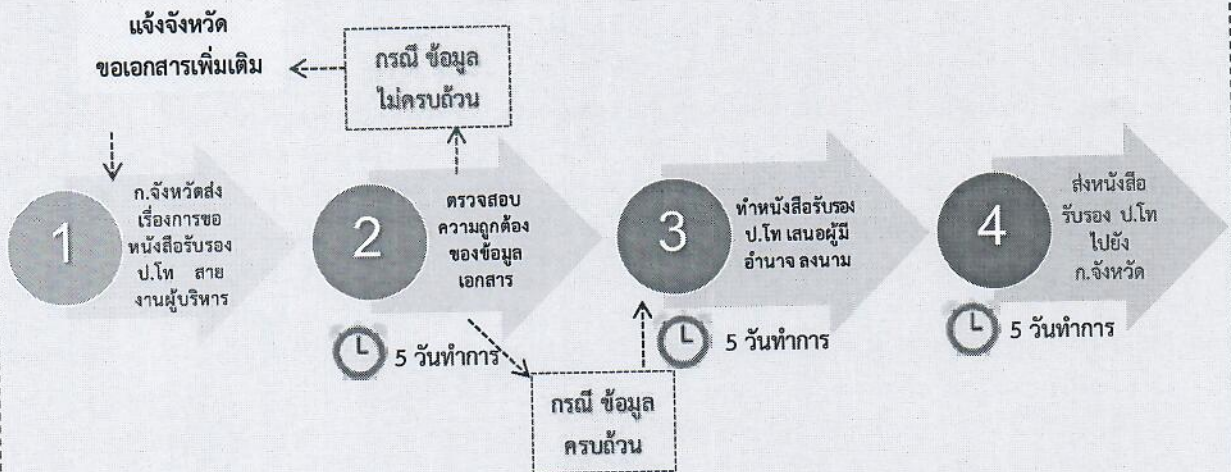 แจ้งจังหวัด
ขอเอกสารเพิ่มเติม
กรณี ข้อมูล
ไม่ครบถ้วน
1
ก.จังหวัดส่ง
เรื่องการขอ
หนังสือรับรอง
ป.โท สาย
งานผู้บริหาร
2
ตรวจสอบ
ความถูกต้อง
ของข้อมูล
เอกสาร
5 วันทำการ
กรณี ข้อมูล
ครบถ้วน
3
ทำหนังสือรับรอง
ป.โท เสนอผู้มี
อำนาจ ลงนาม
5 วันทำการ
4
ส่งหนังสือ
รับรอง ป.โท
ไปยัง
ก.จังหวัด
5 วันทำการ